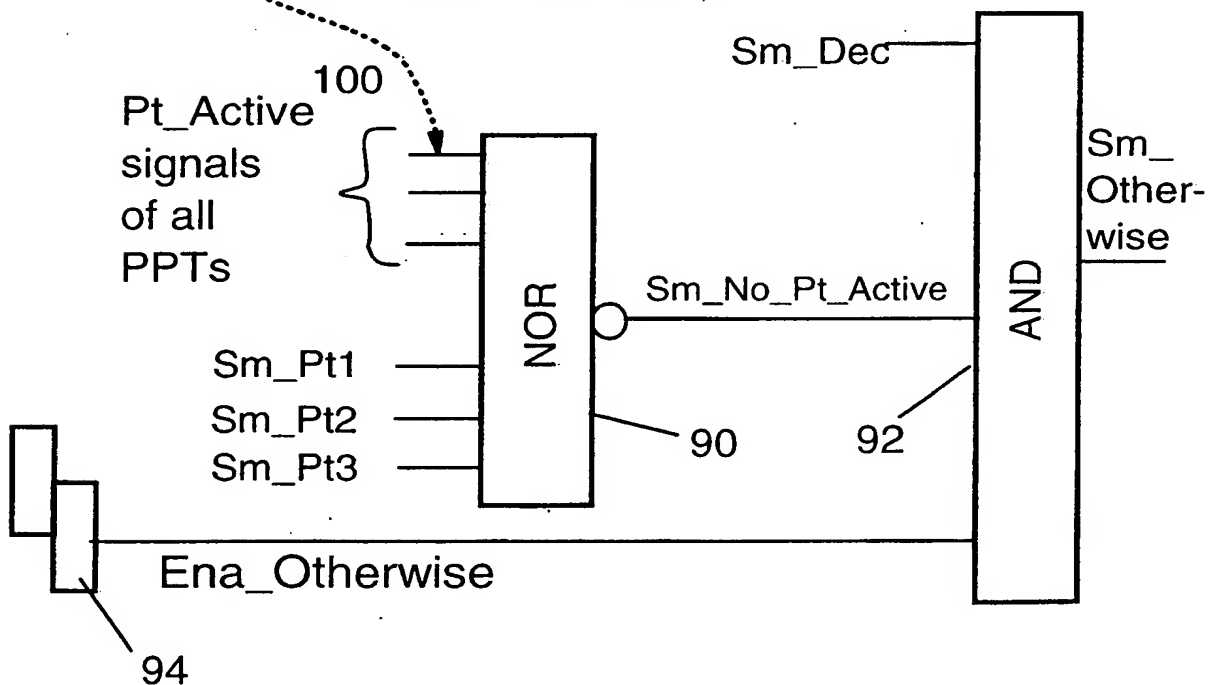 Sm_Dec
100
Pt_Active
signals
of all
PPTs
Sm_
Other-
wise
NOR
Sm_No_Pt_Active
AND
Sm_Pt1
Sm_Pt2
Sm_Pt3
90
92
Ena_Otherwise
94